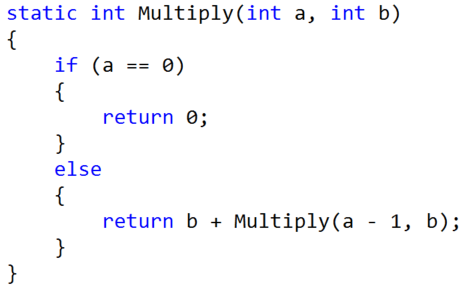 static int Multiply(int a, int b)
{
    if (a == 0)
    {
        return 0;
    }
    else
    {
        return b + Multiply(a - 1, b);
    }
}